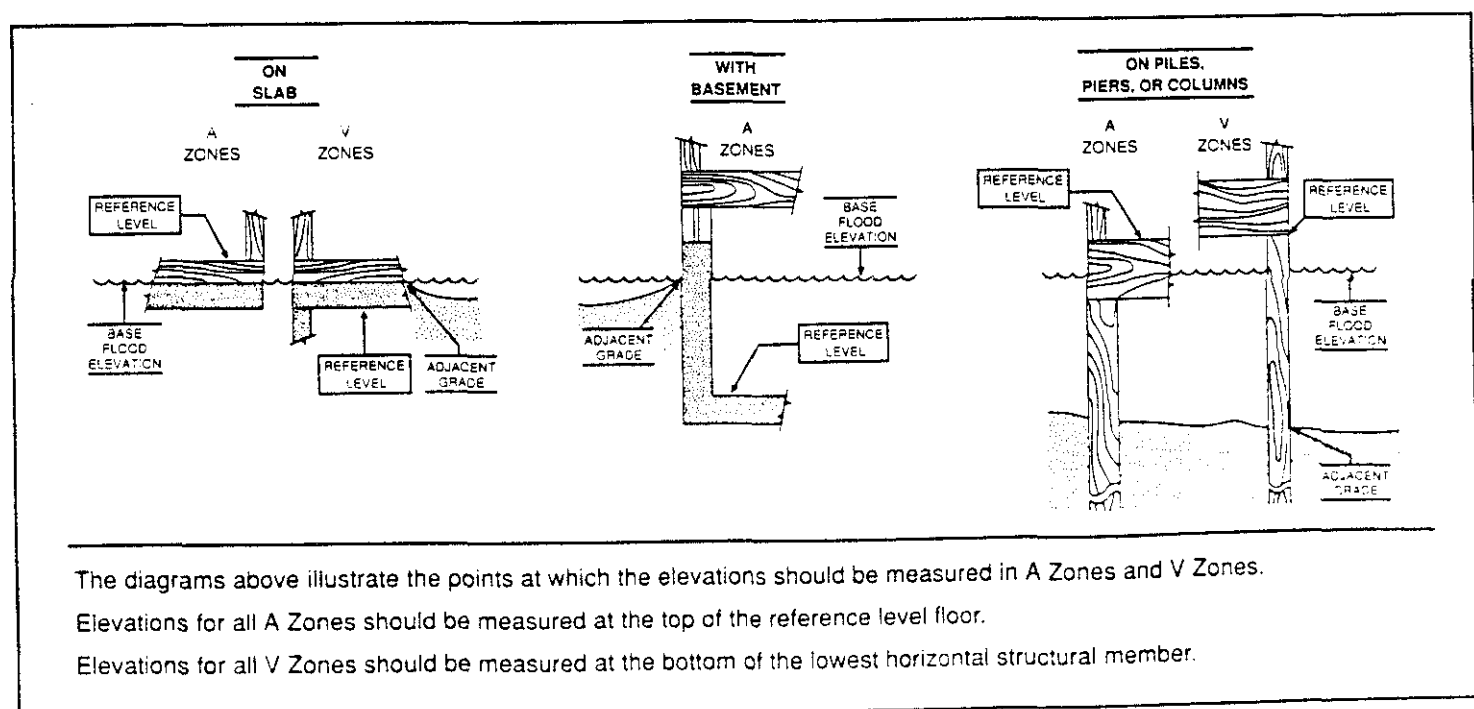 ON
SLAB
A
ZONES
V
ZONES
REFERENCE
LEVEL
BASE
FLOOD
ELEVATION
REFERENCE
LEVEL
ADJACENT
GRADE
WITH
BASEMENT
A
ZONES
BASE
FLOOD
ELEVATION
ADJACENT
GRADE
REFERENCE
LEVEL
ON PILES,
PIERS, OR COLUMNS
A
ZONES
V
ZONES
REFERENCE
LEVEL
REFERENCE
LEVEL
BASE
FLOOD
ELEVATION
ADJACENT
GRADE
The diagrams above illustrate the points at which the elevations should be measured in A Zones and V Zones.
Elevations for all A Zones should be measured at the top of the reference level floor.
Elevations for all V Zones should be measured at the bottom of the lowest horizontal structural member.